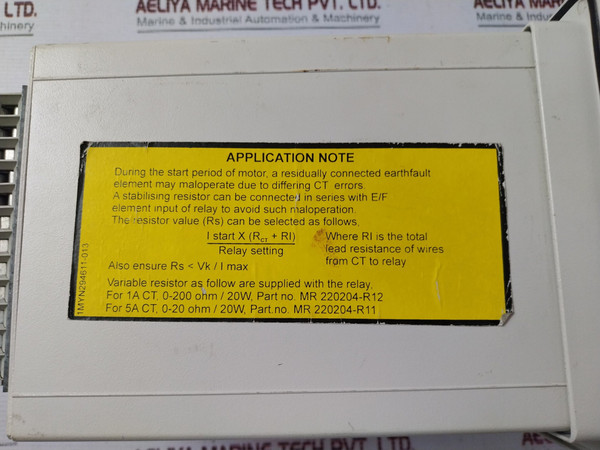 LTD.
AELIYA MARINE TECH PVT. LTD.
Marine & Industrial Automation & Machinery
AELIYA MARI
Marine & Industrial
APPLICATION NOTE
During the start period of motor, a residually connected earthfault
element may maloperate due to differing CT errors.
A stabilising resistor can be connected in series with E/F
element input of relay to avoid such maloperation.
The resistor value (Rs) can be selected as follows,
I start X (RCT + RI)
Relay setting
Where RI is the total
lead resistance of wires
from CT to relay
Also ensure Rs < Vk / I max
Variable resistor as follow are supplied with the relay,
For 1A CT, 0-200 ohm / 20W, Part no. MR 220204-R12
For 5A CT, 0-20 ohm / 20W, Part.no. MR 220204-R11
1MYN294611-013
AELIYA MARINE TECH PVT. LTD.